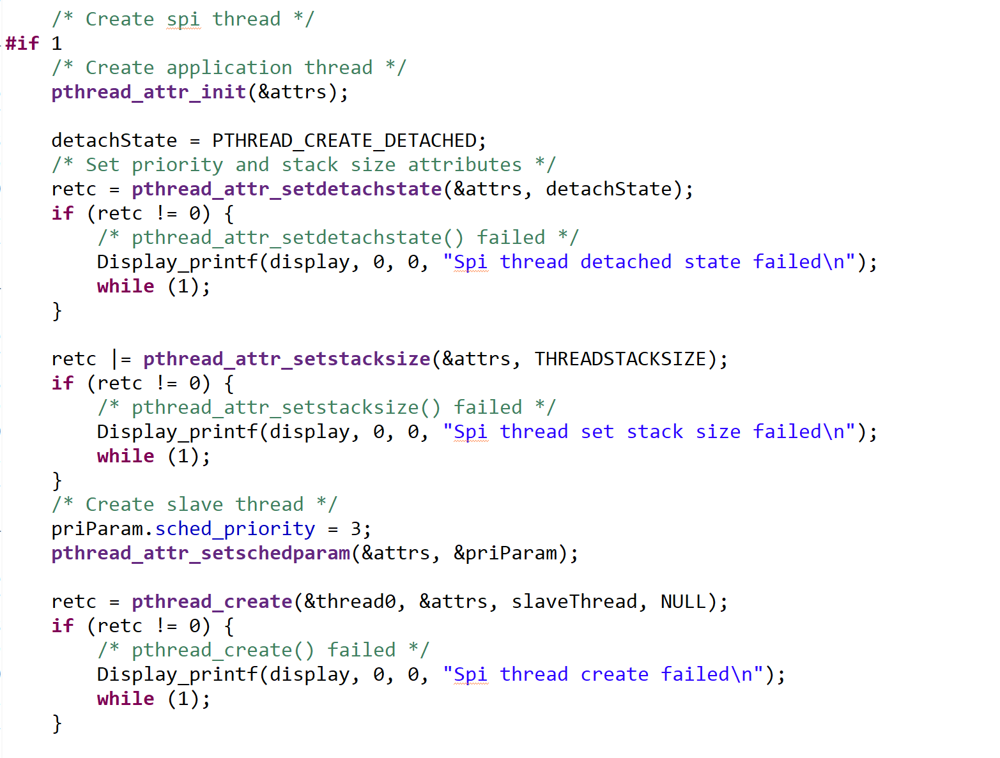 /* Create spi thread */
#if 1
/* Create application thread */
pthread_attr_init(&attrs);
detachState = PTHREAD_CREATE_DETACHED;
/* Set priority and stack size attributes */
retc = pthread_attr_setdetachstate(&attrs, detachState);
if (retc != 0) {
/* pthread_attr_setdetachstate() failed */
Display_printf(display, 0, 0, "Spi thread detached state failed\n");
while (1);
}
retc |= pthread_attr_setstacksize(&attrs, THREADSTACKSIZE);
if (retc != 0) {
/* pthread_attr_setstacksize() failed */
Display_printf(display, 0, 0, "Spi thread set stack size failed\n");
while (1);
}
/* Create slave thread */
priParam.sched_priority = 3;
pthread_attr_setschedparam(&attrs, &priParam);
retc = pthread_create(&thread0, &attrs, slaveThread, NULL);
if (retc != 0) {
/* pthread_create() failed */
Display_printf(display, 0, 0, "Spi thread create failed\n");
while (1);
}